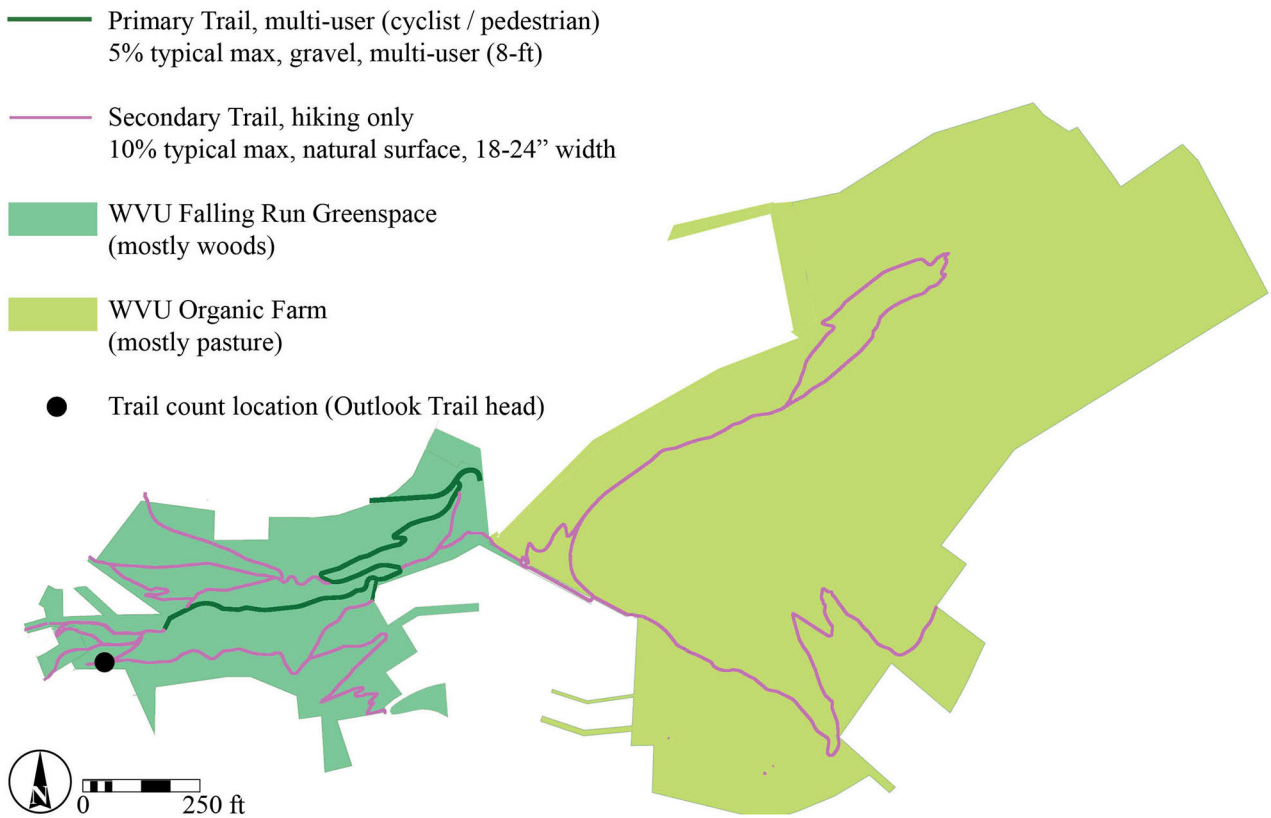 Primary Trail, multi-user (cyclist / pedestrian)
5% typical max, gravel, multi-user (8-ft)
Secondary Trail, hiking only
10% typical max, natural surface, 18-24” width
WVU Falling Run Greenspace
(mostly woods)
WVU Organic Farm
(mostly pasture)
Trail count location (Outlook Trail head)
N
0 250 ft